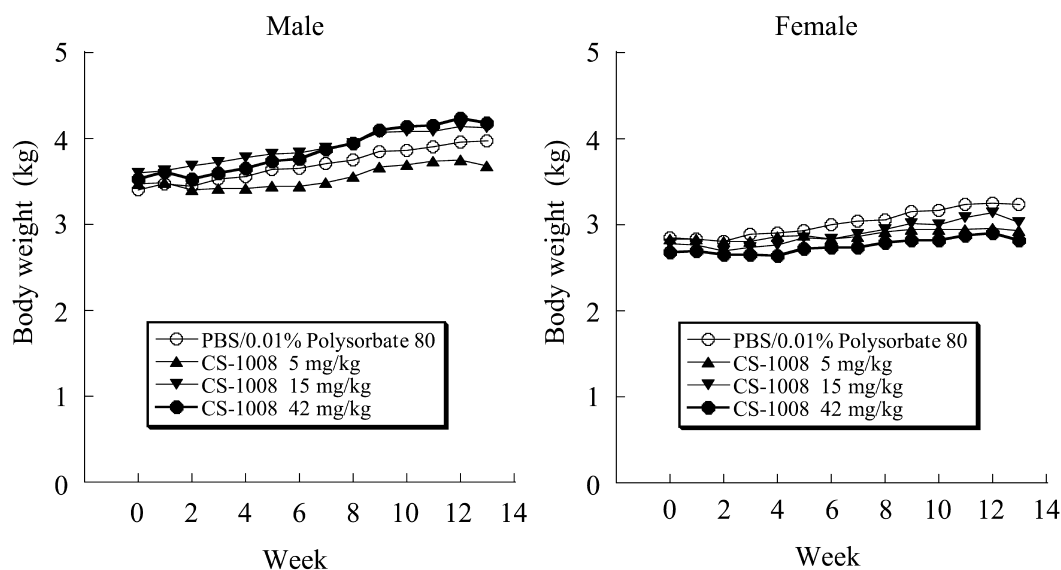 Male
Body weight (kg)
5
4
3
2
1
0
PBS/0.01% Polysorbate 80
CS-1008 5 mg/kg
CS-1008 15 mg/kg
CS-1008 42 mg/kg
0 2 4 6 8 10 12 14
Week
Female
Body weight (kg)
5
4
3
2
1
0
PBS/0.01% Polysorbate 80
CS-1008 5 mg/kg
CS-1008 15 mg/kg
CS-1008 42 mg/kg
0 2 4 6 8 10 12 14
Week